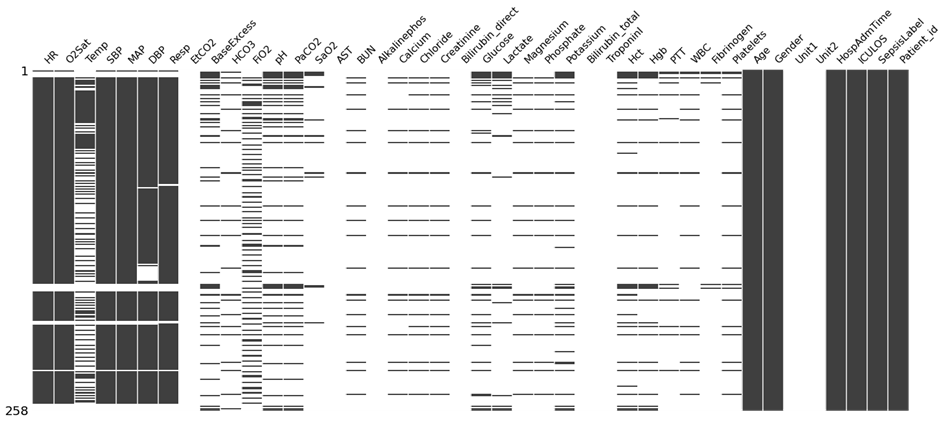 HR
O2Sat
Temp
SBP
MAP
DBP
Resp
EtCO2
BaseExcess
HCO3
FiO2
pH
PaCO2
SaO2
AST
BUN
Alkalinephos
Calcium
Chloride
Creatinine
Bilirubin_direct
Glucose
Lactate
Magnesium
Phosphate
Potassium
Bilirubin_total
TroponinI
Hct
Hgb
PTT
WBC
Fibrinogen
Platelets
Age
Gender
Unit1
Unit2
HospAdmTime
ICULOS
SepsisLabel
Patient_id
1
258